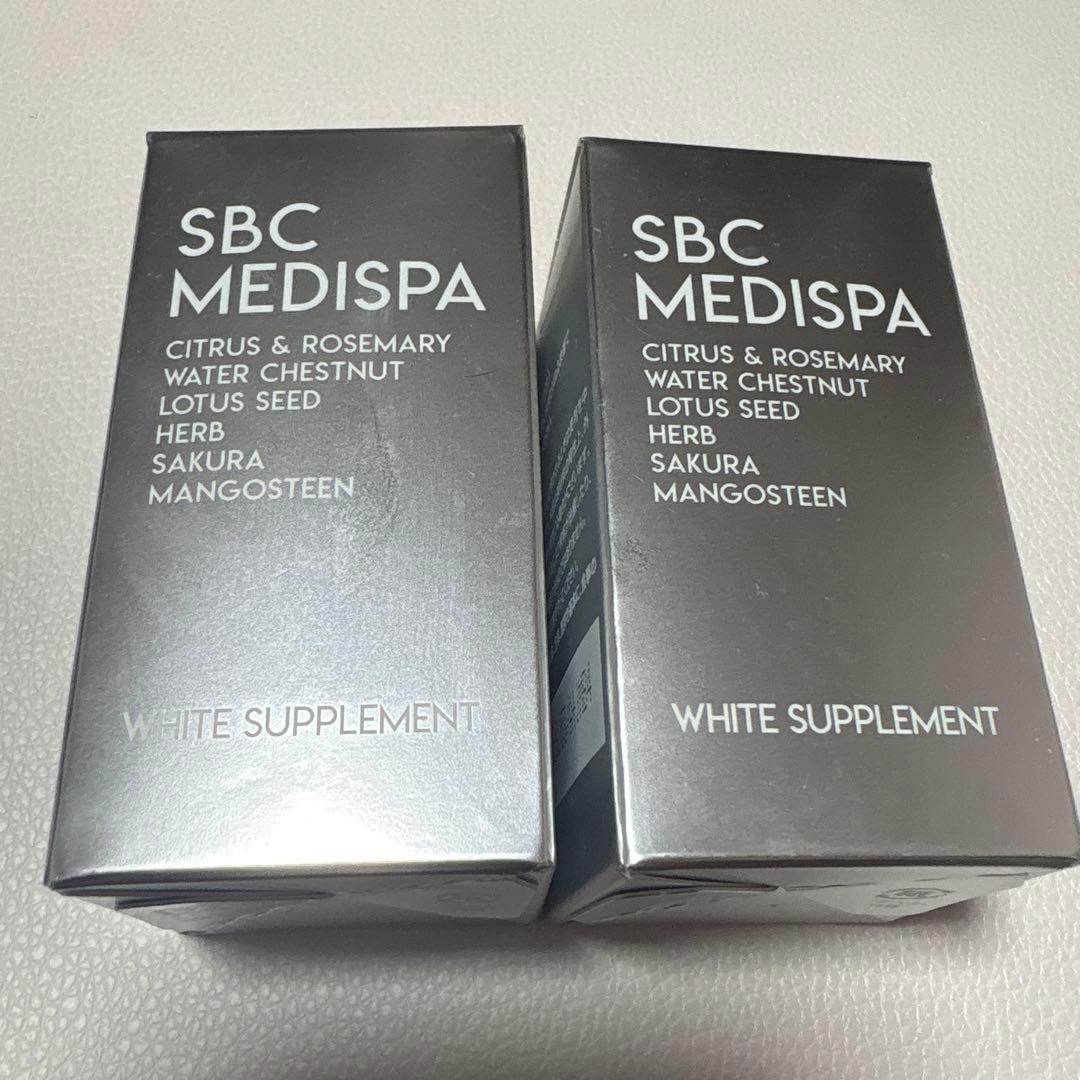 SBC
MEDISPA
CITRUS & ROSEMARY
WATER CHESTNUT
LOTUS SEED
HERB
SAKURA
MANGOSTEEN
WHITE SUPPLEMENT
SBC
MEDISPA
CITRUS & ROSEMARY
WATER CHESTNUT
LOTUS SEED
HERB
SAKURA
MANGOSTEEN
WHITE SUPPLEMENT